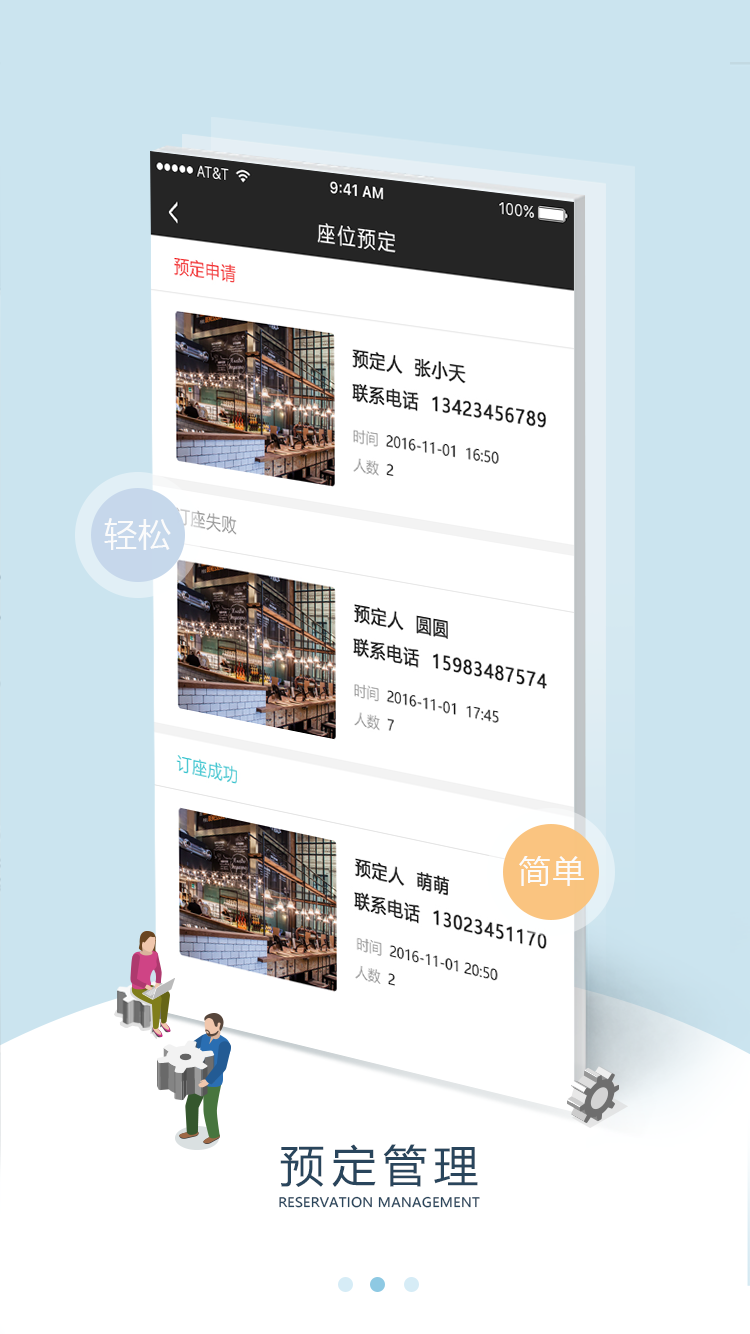 AT&T
9:41 AM
100%
座位预定
预定申请
预定人 张小天
联系电话 13423456789
时间 2016-11-01 16:50
人数 2
轻松
订座失败
预定人 圆圆
联系电话 15983487574
时间 2016-11-01 17:45
人数 7
订座成功
简单
预定人 萌萌
联系电话 13023451170
时间 2016-11-01 20:50
人数 2
预定管理
RESERVATION MANAGEMENT